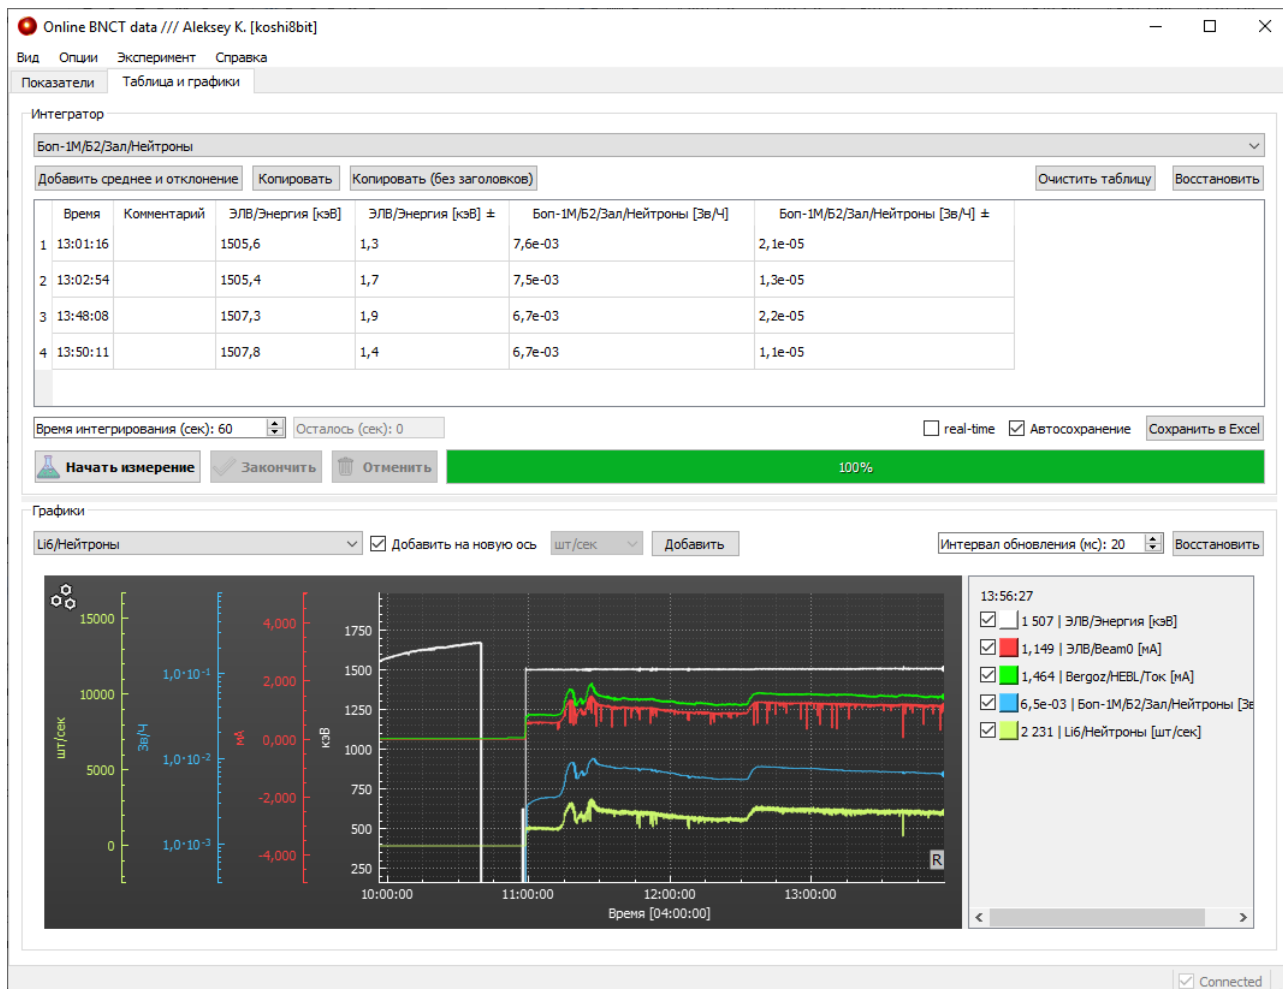 Online BNCT data /// Aleksey K. [koshi8bit]
Вид Опции Эксперимент Справка
Показатели Таблица и графики
Интегратор
Боп-1М/Б2/Зал/Нейтроны
Добавить среднее и отклонение Копировать Копировать (без заголовков) Очистить таблицу Восстановить
Время Комментарий ЭЛВ/Энергия [кэВ] ЭЛВ/Энергия [кэВ] ± Боп-1М/Б2/Зал/Нейтроны [Зв/Ч] Боп-1М/Б2/Зал/Нейтроны [Зв/Ч] ±
1 13:01:16 1505,6 1,3 7,6e-03 2,1e-05
2 13:02:54 1505,4 1,7 7,5e-03 1,3e-05
3 13:48:08 1507,3 1,9 6,7e-03 2,2e-05
4 13:50:11 1507,8 1,4 6,7e-03 1,1e-05
Время интегрирования (сек): 60 Осталось (сек): 0 real-time Автосохранение Сохранить в Excel
Начать измерение Закончить Отменить 100%
Графики
Li6/Нейтроны Добавить на новую ось шт/сек Добавить Интервал обновления (мс): 20 Восстановить
шт/сек
15000
10000
5000
0
Зв/Ч
1,0·10-1
1,0·10-2
1,0·10-3
мА
4,000
2,000
0,000
-2,000
-4,000
кэВ
1750
1500
1250
1000
750
500
250
R
10:00:00 11:00:00 12:00:00 13:00:00
Время [04:00:00]
13:56:27
1 507 | ЭЛВ/Энергия [кэВ]
1,149 | ЭЛВ/Beam0 [мА]
1,464 | Bergoz/HEBL/Ток [мА]
6,5e-03 | Боп-1М/Б2/Зал/Нейтроны [Зв
2 231 | Li6/Нейтроны [шт/сек]
Connected